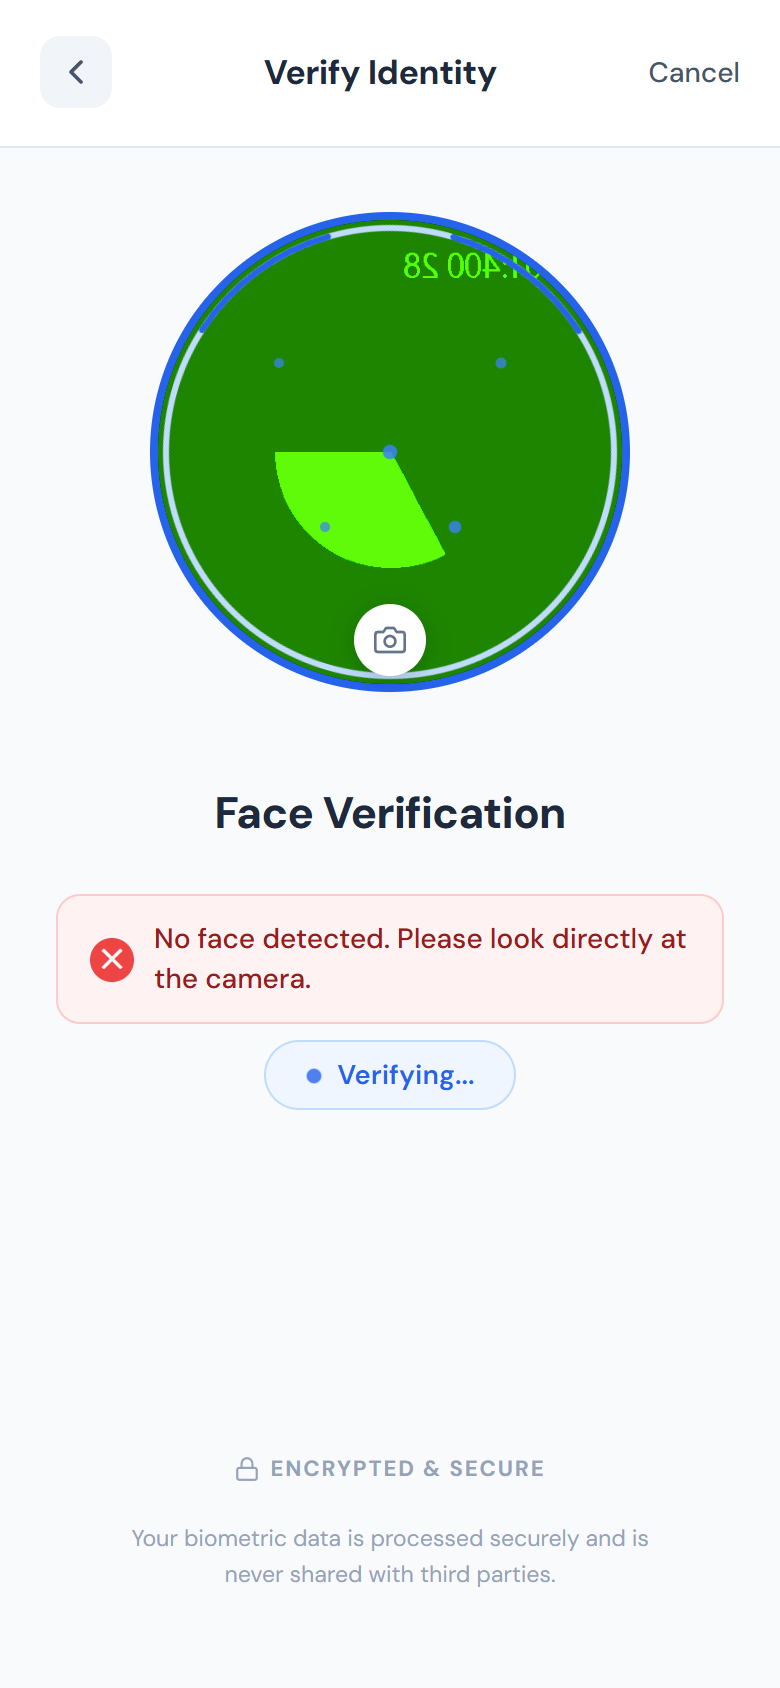 Verify Identity
Cancel
Face Verification
No face detected. Please look directly at
the camera.
Verifying...
ENCRYPTED & SECURE
Your biometric data is processed securely and is
never shared with third parties.